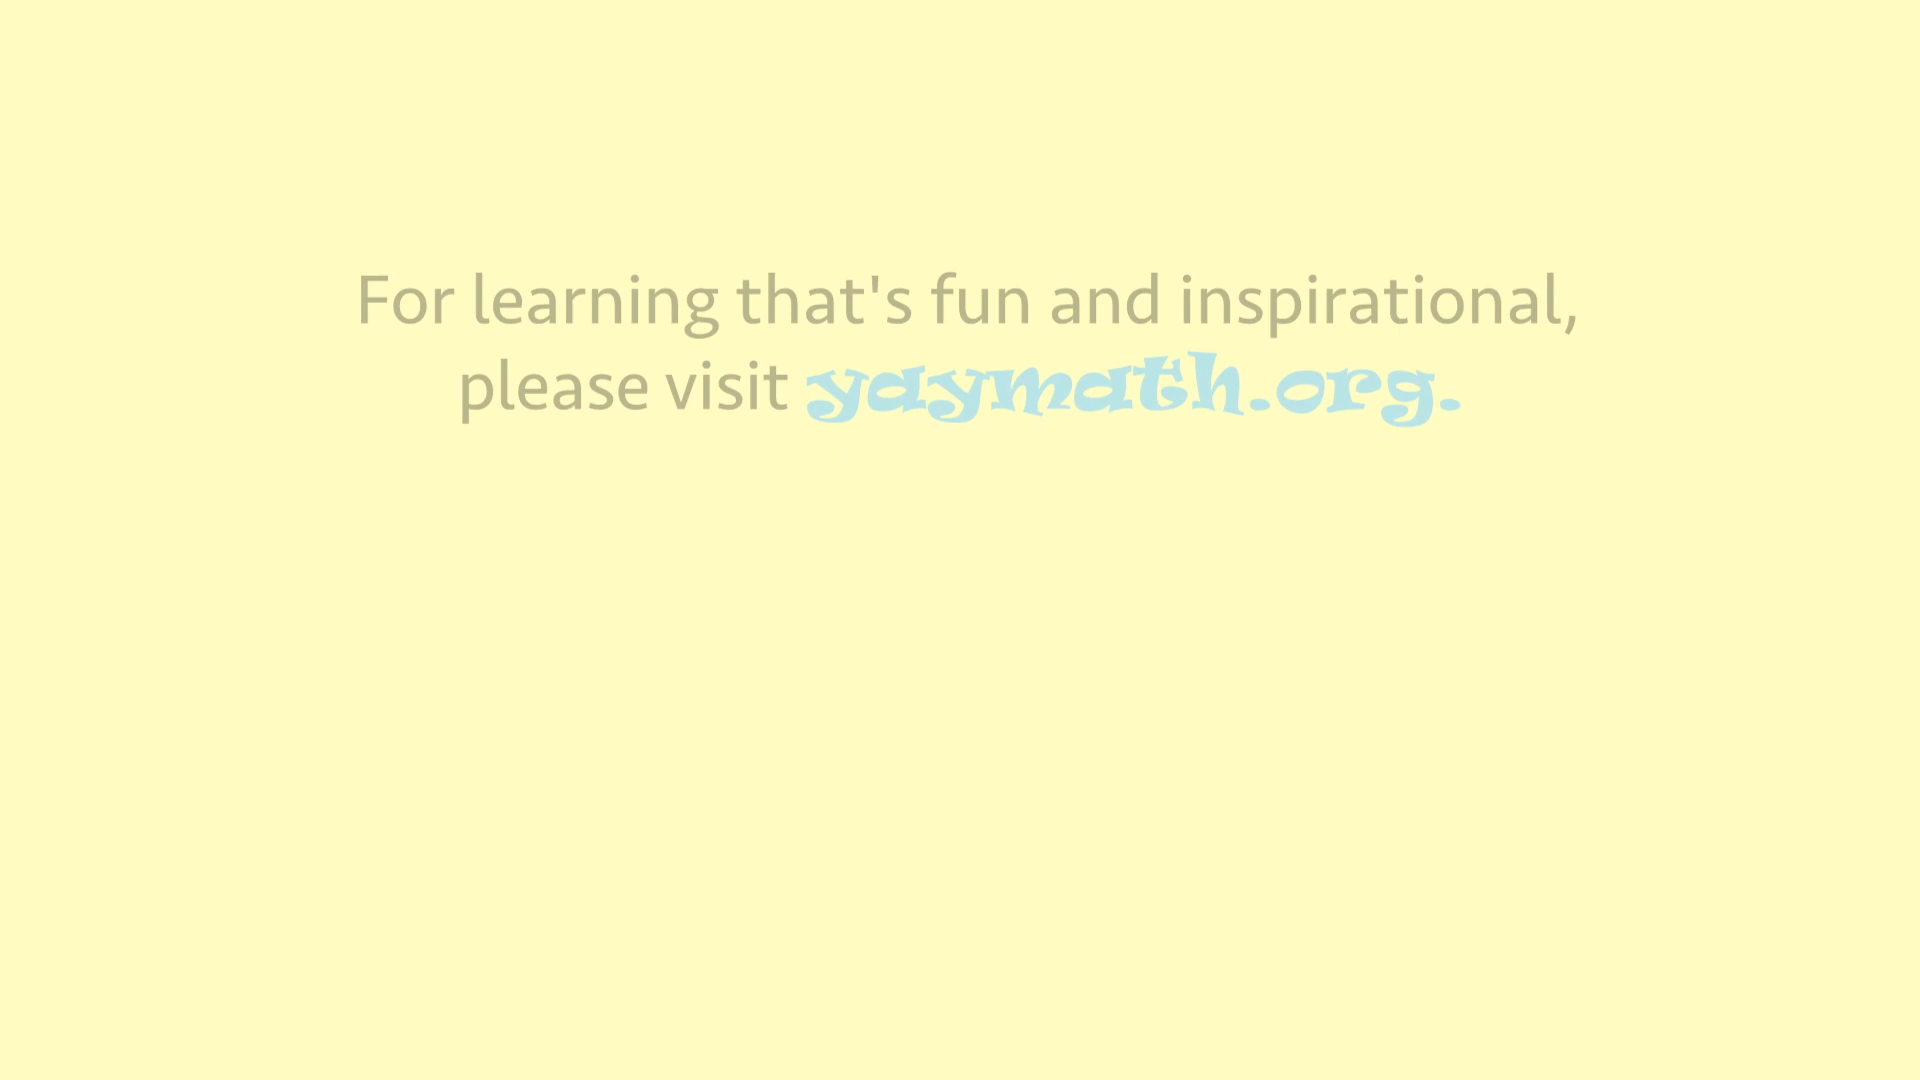 For learning that's fun and inspirational,
please visit yaymath.org.